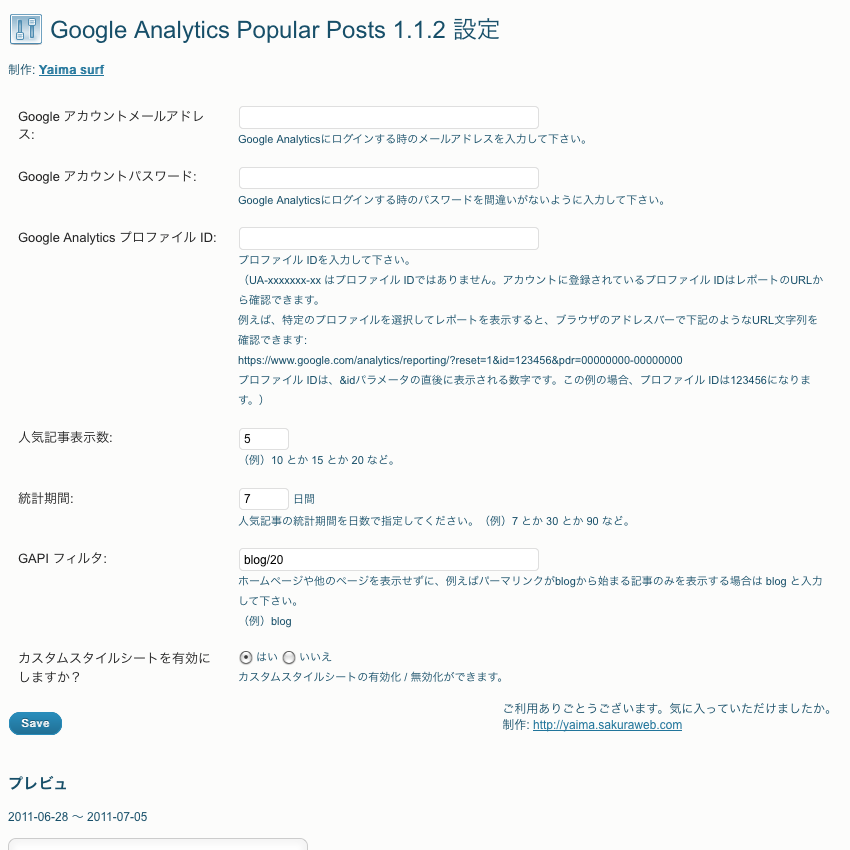 Google Analytics Popular Posts 1.1.2 設定
制作: Yaima surf
Google アカウントメールアドレ
ス:
Google Analyticsにログインする時のメールアドレスを入力して下さい。
Google アカウントパスワード:
Google Analyticsにログインする時のパスワードを間違いがないように入力して下さい。
Google Analytics プロファイル ID:
プロファイル IDを入力して下さい。
（UA-xxxxxxx-xx はプロファイル IDではありません。アカウントに登録されているプロファイル IDはレポートのURLか
ら確認できます。
例えば、特定のプロファイルを選択してレポートを表示すると、ブラウザのアドレスバーで下記のようなURL文字列を
確認できます:
https://www.google.com/analytics/reporting/?reset=1&id=123456&pdr=00000000-00000000
プロファイル IDは、&idパラメータの直後に表示される数字です。この例の場合、プロファイル IDは123456になりま
す。）
人気記事表示数:
5
（例）10 とか 15 とか 20 など。
統計期間:
7 日間
人気記事の統計期間を日数で指定してください。（例）7 とか 30 とか 90 など。
GAPI フィルタ:
blog/20
ホームページや他のページを表示せずに、例えばパーマリンクがblogから始まる記事のみを表示する場合は blog と入力
して下さい。
（例）blog
カスタムスタイルシートを有効に
しますか？
はい いいえ
カスタムスタイルシートの有効化 / 無効化ができます。
Save
ご利用ありごとうございます。気に入っていただけましたか。
制作: http://yaima.sakuraweb.com
プレビュ
2011-06-28 〜 2011-07-05